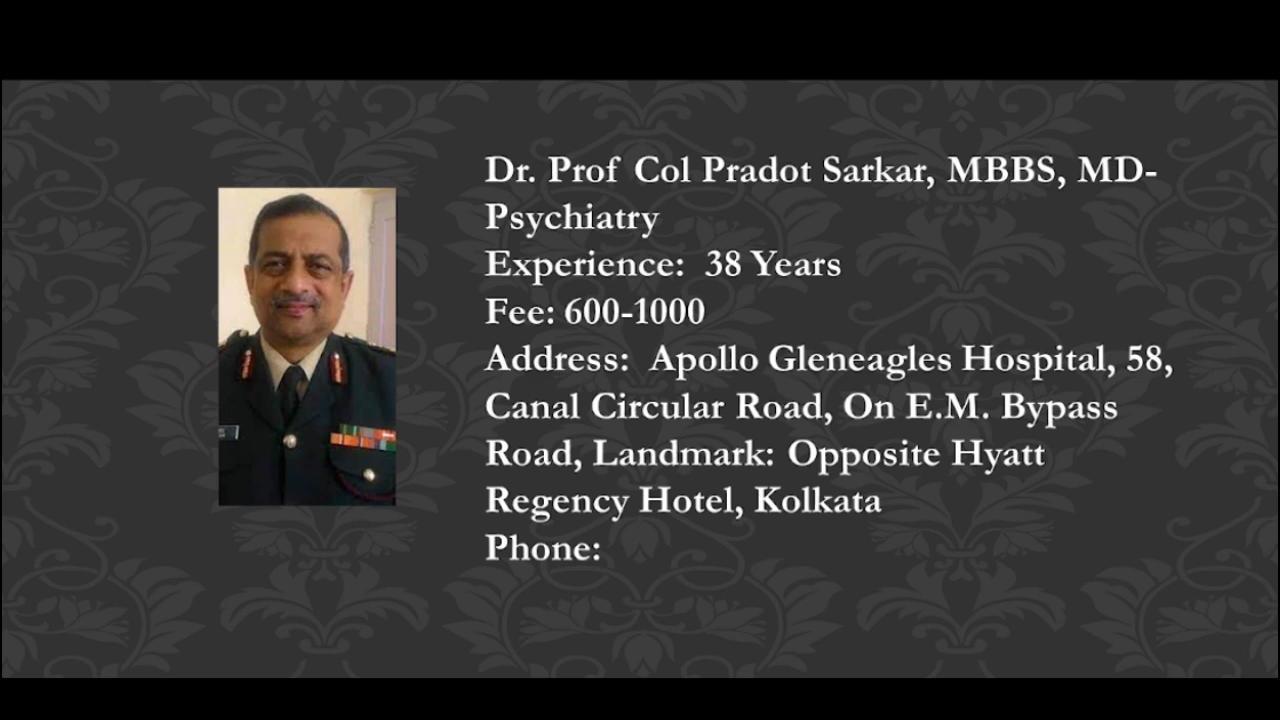 Dr. Prof Col Pradot Sarkar, MBBS, MD-
Psychiatry
Experience: 38 Years
Fee: 600-1000
Address: Apollo Gleneagles Hospital, 58,
Canal Circular Road, On E.M. Bypass
Road, Landmark: Opposite Hyatt
Regency Hotel, Kolkata
Phone: